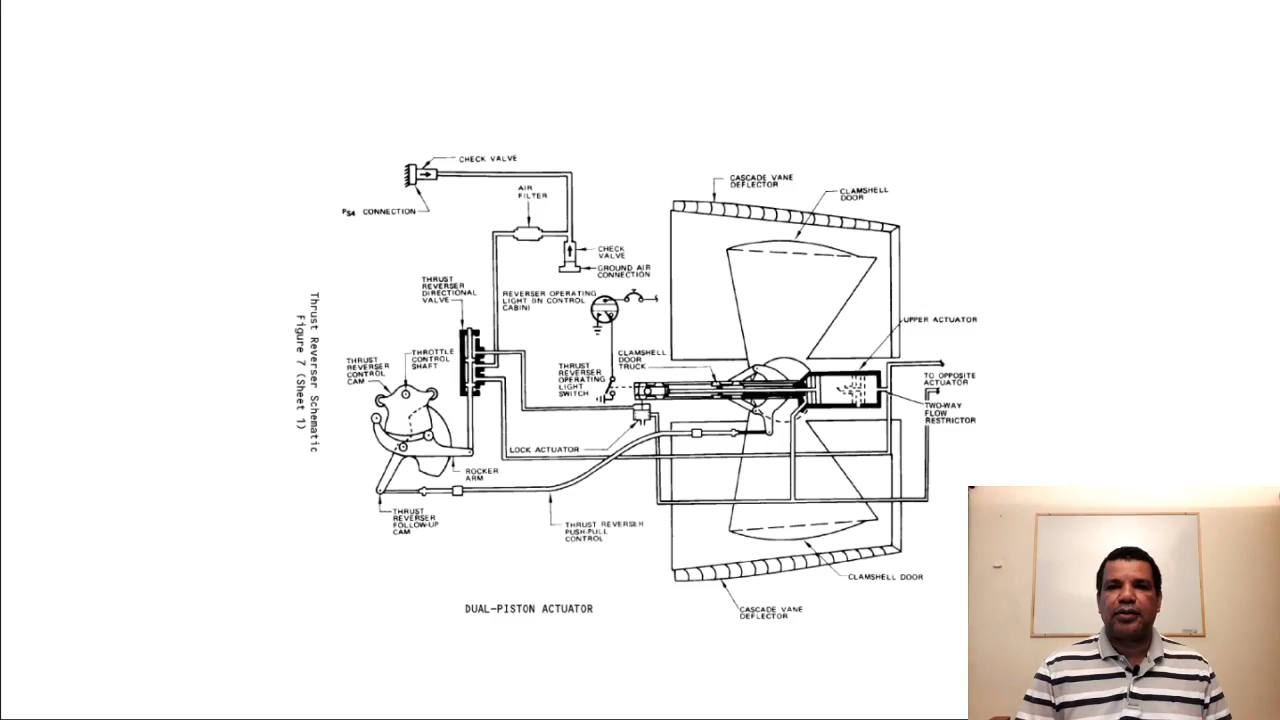 CHECK VALVE
AIR
FILTER
PS4 CONNECTION
CHECK
VALVE
GROUND AIR
CONNECTION
THRUST
REVERSER
DIRECTIONAL
VALVE
REVERSER OPERATING
LIGHT (IN CONTROL
CABIN)
CASCADE VANE
DEFLECTOR
CLAMSHELL
DOOR
UPPER ACTUATOR
THRUST
REVERSER
CONTROL
CAM
THROTTLE
CONTROL
SHAFT
THRUST
REVERSER
OPERATING
LIGHT
SWITCH
CLAMSHELL
DOOR
TRUCK
TO OPPOSITE
ACTUATOR
TWO-WAY
FLOW
RESTRICTOR
LOCK ACTUATOR
ROCKER
ARM
THRUST
REVERSER
FOLLOW-UP
CAM
THRUST REVERSER
PUSH-PULL
CONTROL
CLAMSHELL DOOR
CASCADE VANE
DEFLECTOR
DUAL-PISTON ACTUATOR
Thrust Reverser Schematic
Figure 7 (Sheet 1)